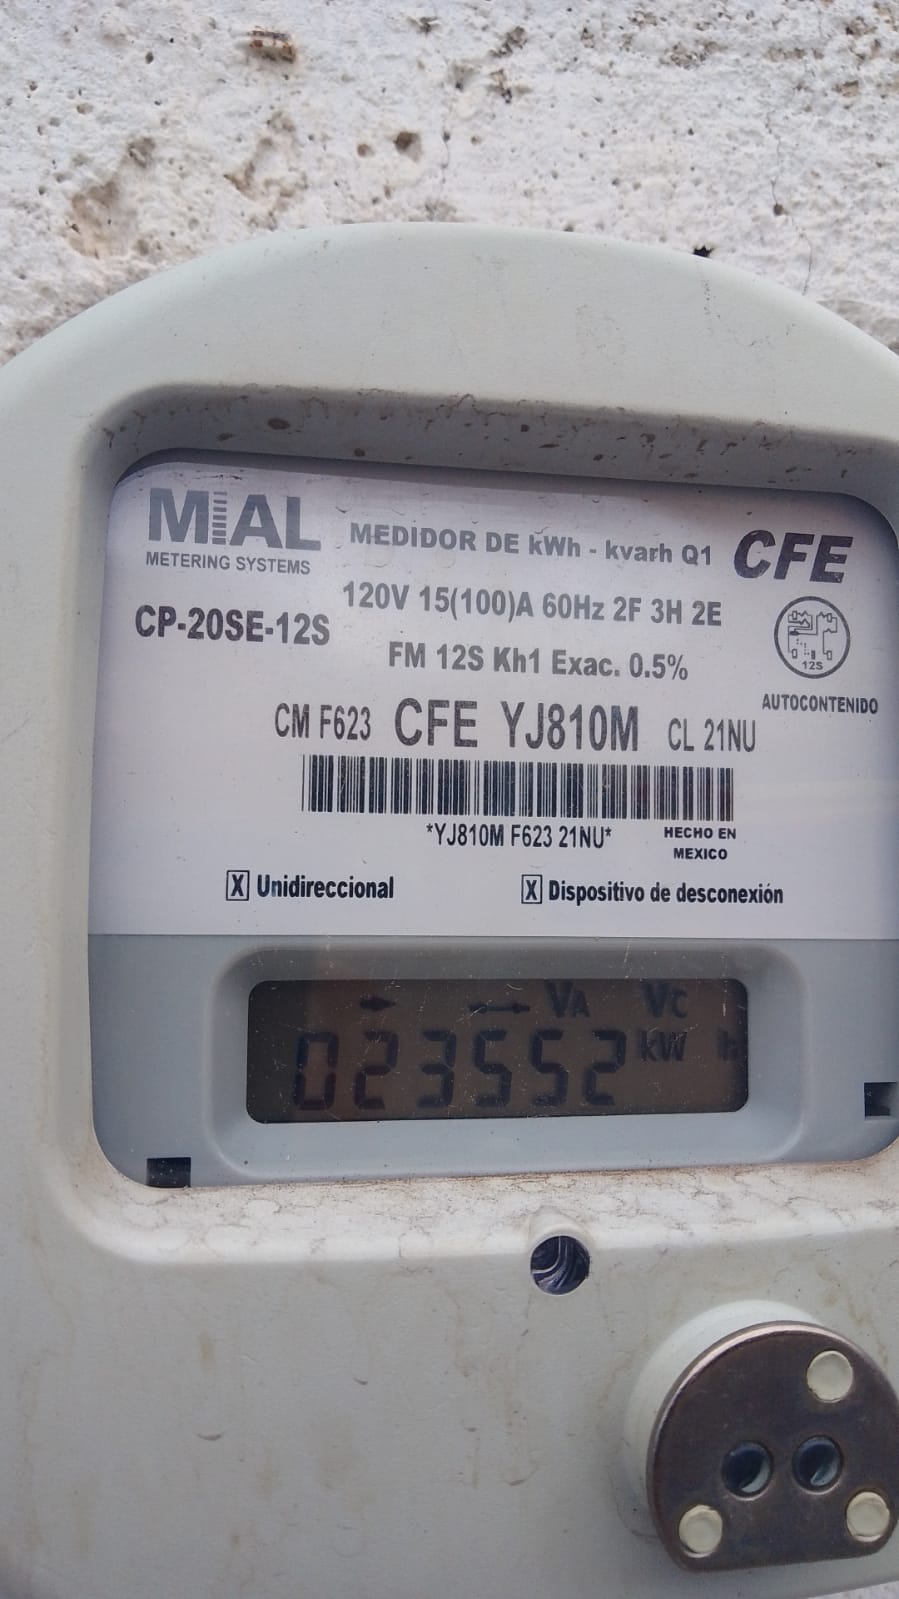 MIAL
METERING SYSTEMS
MEDIDOR DE kWh - kvarh Q1
CFE
CP-20SE-12S
120V 15(100)A 60Hz 2F 3H 2E
FM 12S Kh1 Exac. 0.5%
12S
AUTOCONTENIDO
CM F623 CFE YJ810M CL 21NU
*YJ810M F623 21NU*
HECHO EN
MEXICO
X Unidireccional
X Dispositivo de desconexión
VA VC
023552 kW h